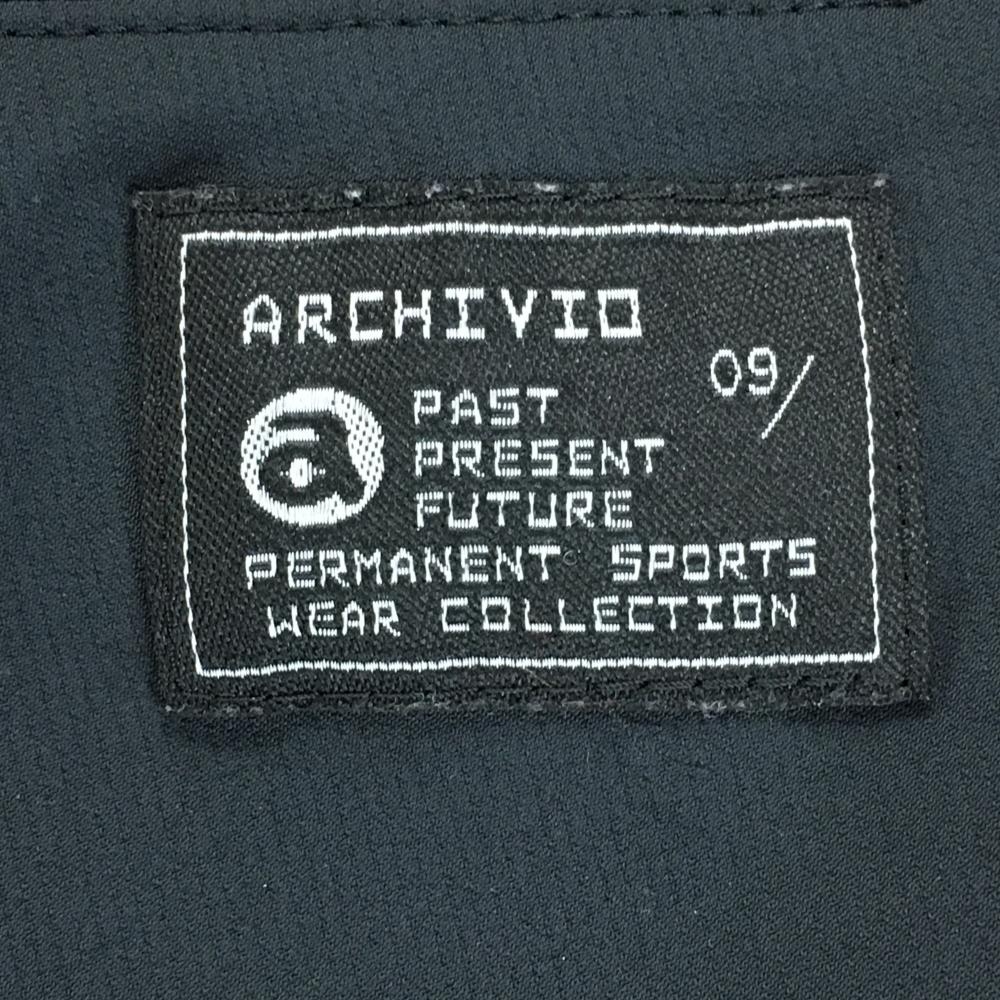 ARCHIVIO
09/
a
PAST
PRESENT
FUTURE
PERMANENT SPORTS
WEAR COLLECTION